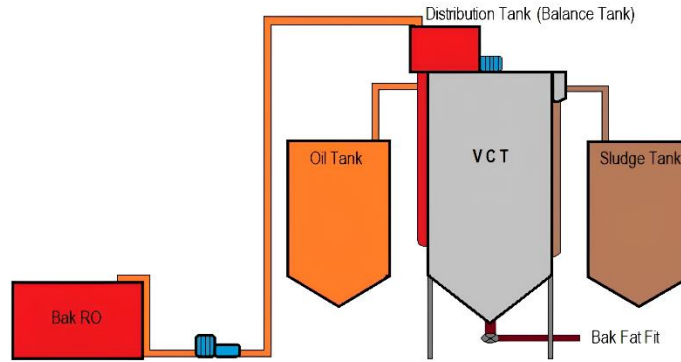 Distribution Tank (Balance Tank)
Oil Tank
V C T
Sludge Tank
Bak RO
Bak Fat Fit